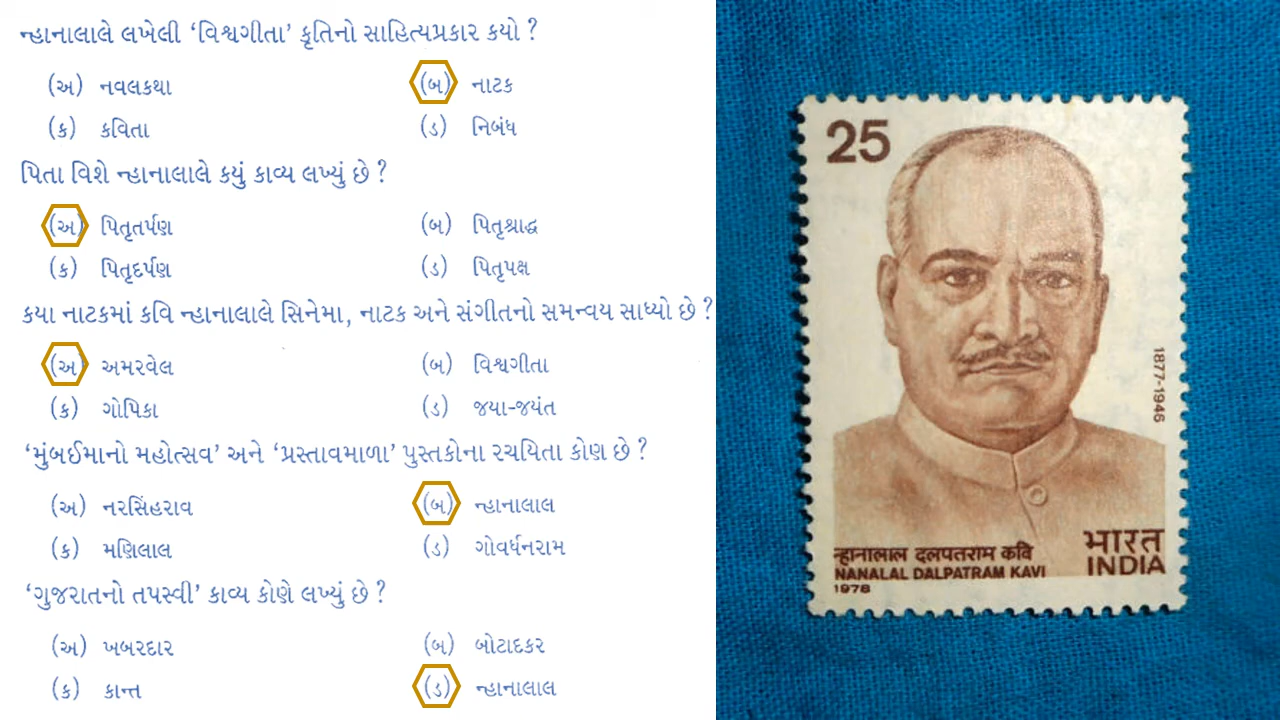 ન્હાનાલાલે લખેલી ‘વિશ્વગીતા’ કૃતિનો સાહિત્યપ્રકાર કયો ?
(અ) નવલકથા (બ) નાટક
(ક) કવિતા (ડ) નિબંધ
પિતા વિશે ન્હાનાલાલે કયું કાવ્ય લખ્યું છે ?
(અ) પિતૃતર્પણ (બ) પિતૃશ્રાદ્ધ
(ક) પિતૃદર્પણ (ડ) પિતૃપક્ષ
કયા નાટકમાં કવિ ન્હાનાલાલે સિનેમા, નાટક અને સંગીતનો સમન્વય સાધ્યો છે ?
(અ) અમરવેલ (બ) વિશ્વગીતા
(ક) ગોપિકા (ડ) જયા-જયંત
‘મુંબઈમાનો મહોત્સવ’ અને ‘પ્રસ્તાવમાળા’ પુસ્તકોના રચયિતા કોણ છે ?
(અ) નરસિંહરાવ (બ) ન્હાનાલાલ
(ક) મણિલાલ (ડ) ગોવર્ધનરામ
‘ગુજરાતનો તપસ્વી’ કાવ્ય કોણે લખ્યું છે ?
(અ) ખબરદાર (બ) બોટાદકર
(ક) કાન્ત (ડ) ન્હાનાલાલ
25
1877-1946
न्हानालाल दलपतराम कवि
NANALAL DALPATRAM KAVI
1978
भारत
INDIA